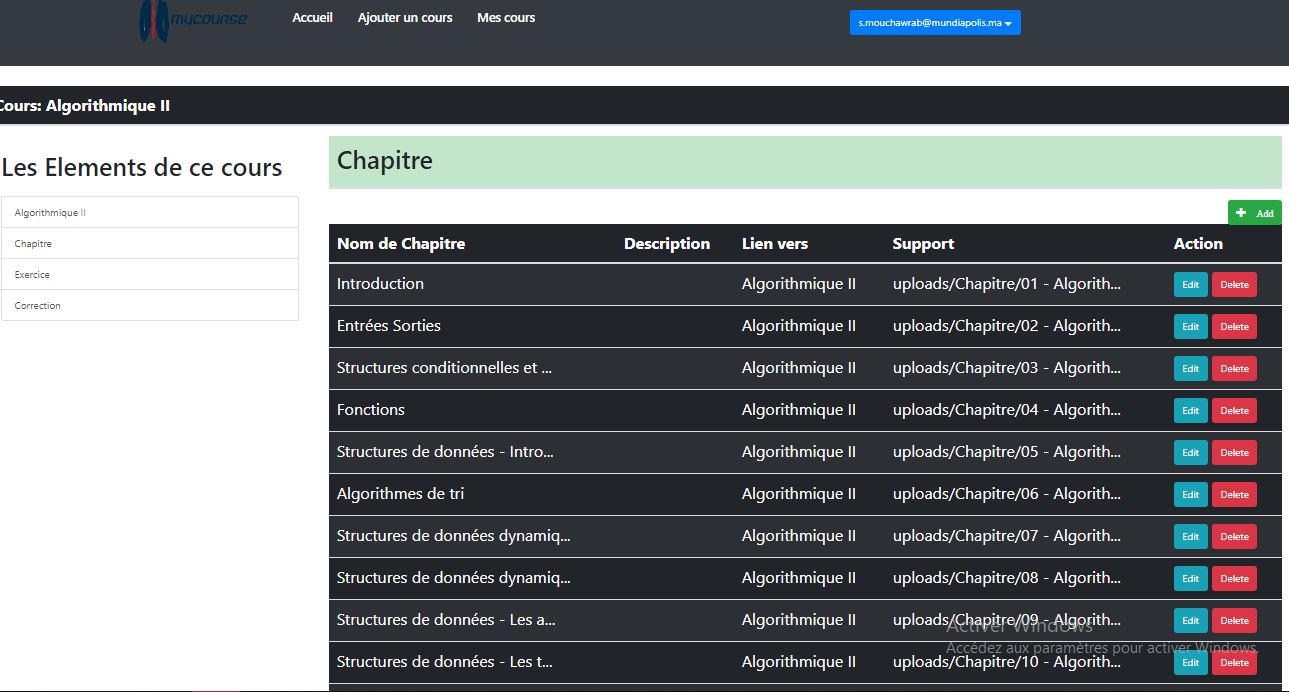 mycourse Accueil Ajouter un cours Mes cours s.mouchawrab@mundiapolis.ma
Cours: Algorithmique II
Les Elements de ce cours
Algorithmique II
Chapitre
Exercice
Correction
Chapitre
Add
Nom de Chapitre Description Lien vers Support Action
Introduction Algorithmique II uploads/Chapitre/01 - Algorith... Edit Delete
Entrées Sorties Algorithmique II uploads/Chapitre/02 - Algorith... Edit Delete
Structures conditionnelles et ... Algorithmique II uploads/Chapitre/03 - Algorith... Edit Delete
Fonctions Algorithmique II uploads/Chapitre/04 - Algorith... Edit Delete
Structures de données - Intro... Algorithmique II uploads/Chapitre/05 - Algorith... Edit Delete
Algorithmes de tri Algorithmique II uploads/Chapitre/06 - Algorith... Edit Delete
Structures de données dynamiq... Algorithmique II uploads/Chapitre/07 - Algorith... Edit Delete
Structures de données dynamiq... Algorithmique II uploads/Chapitre/08 - Algorith... Edit Delete
Structures de données - Les a... Algorithmique II uploads/Chapitre/09 - Algorith... Edit Delete
Activer Windows
Accédez aux paramètres pour activer Windows.
Structures de données - Les t... Algorithmique II uploads/Chapitre/10 - Algorith... Edit Delete